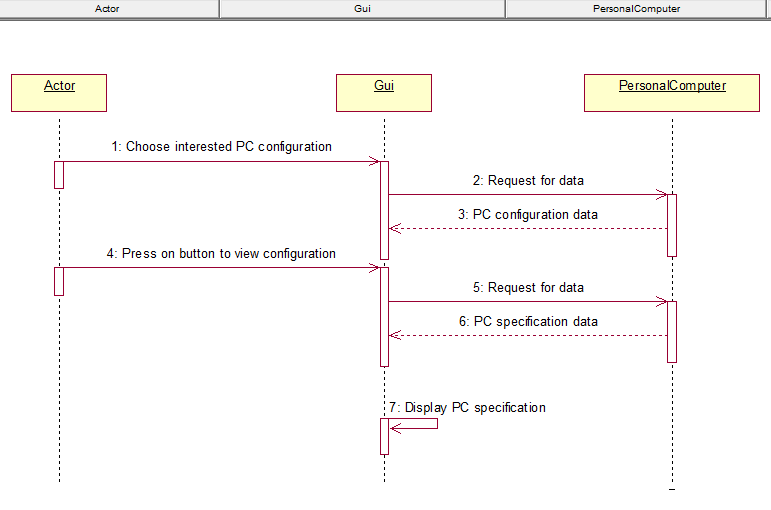 Actor Gui PersonalComputer
Actor Gui PersonalComputer
1: Choose interested PC configuration
2: Request for data
3: PC configuration data
4: Press on button to view configuration
5: Request for data
6: PC specification data
7: Display PC specification